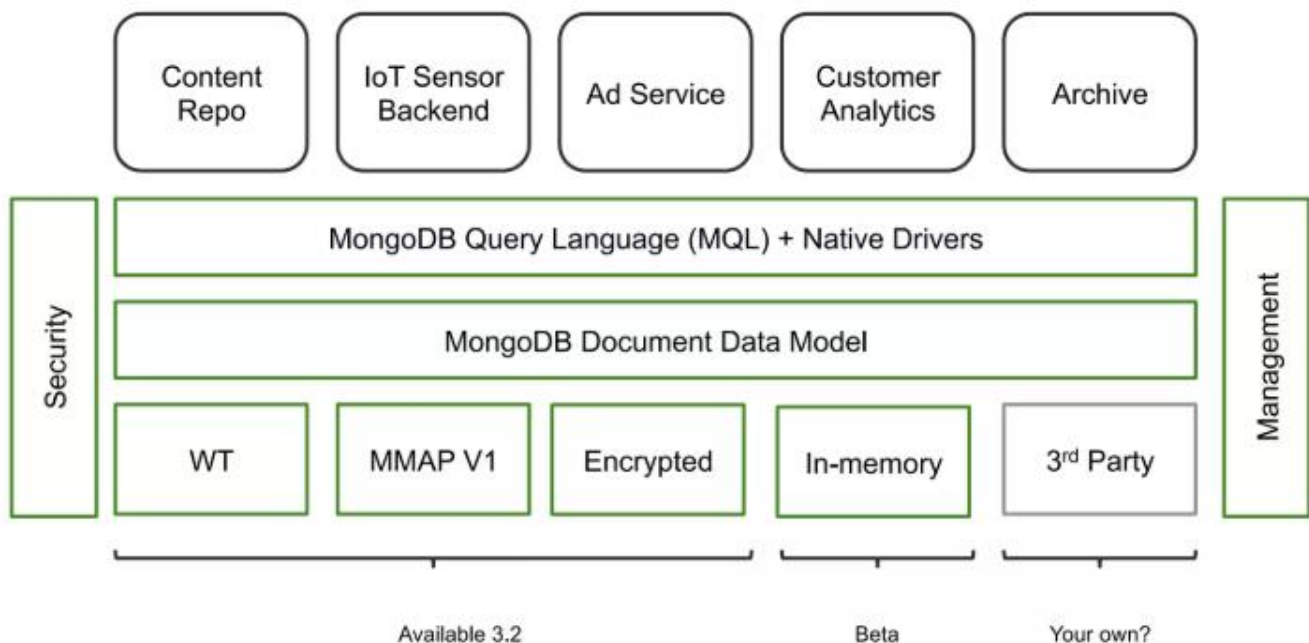 Content
Repo
IoT Sensor
Backend
Ad Service
Customer
Analytics
Archive
Security
MongoDB Query Language (MQL) + Native Drivers
MongoDB Document Data Model
WT
MMAP V1
Encrypted
In-memory
3rd Party
Management
Available 3.2
Beta
Your own?